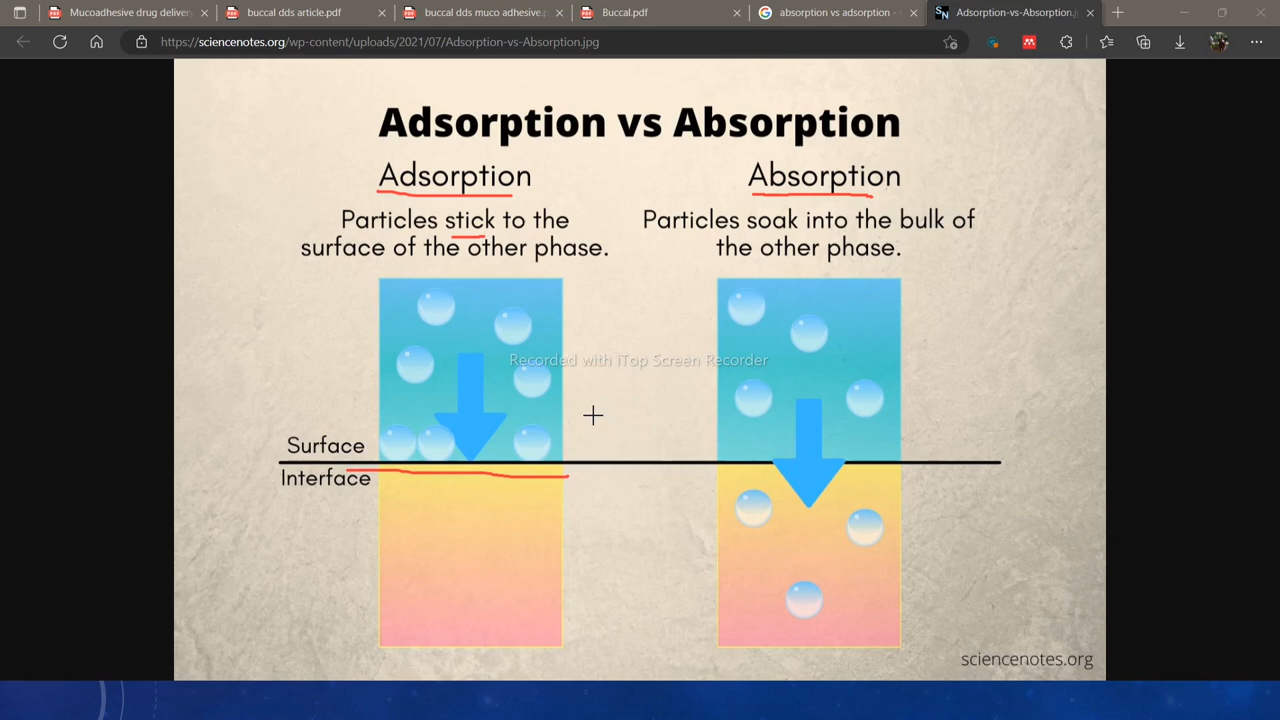 Mucoadhesive drug deliver
buccal dds article.pdf
buccal dds muco adhesive.p
Buccal.pdf
absorption vs adsorption -
Adsorption-vs-Absorption.j
https://sciencenotes.org/wp-content/uploads/2021/07/Adsorption-vs-Absorption.jpg
Adsorption vs Absorption
Adsorption
Particles stick to the
surface of the other phase.
Absorption
Particles soak into the bulk of
the other phase.
Recorded with iTop Screen Recorder
Surface
Interface
sciencenotes.org